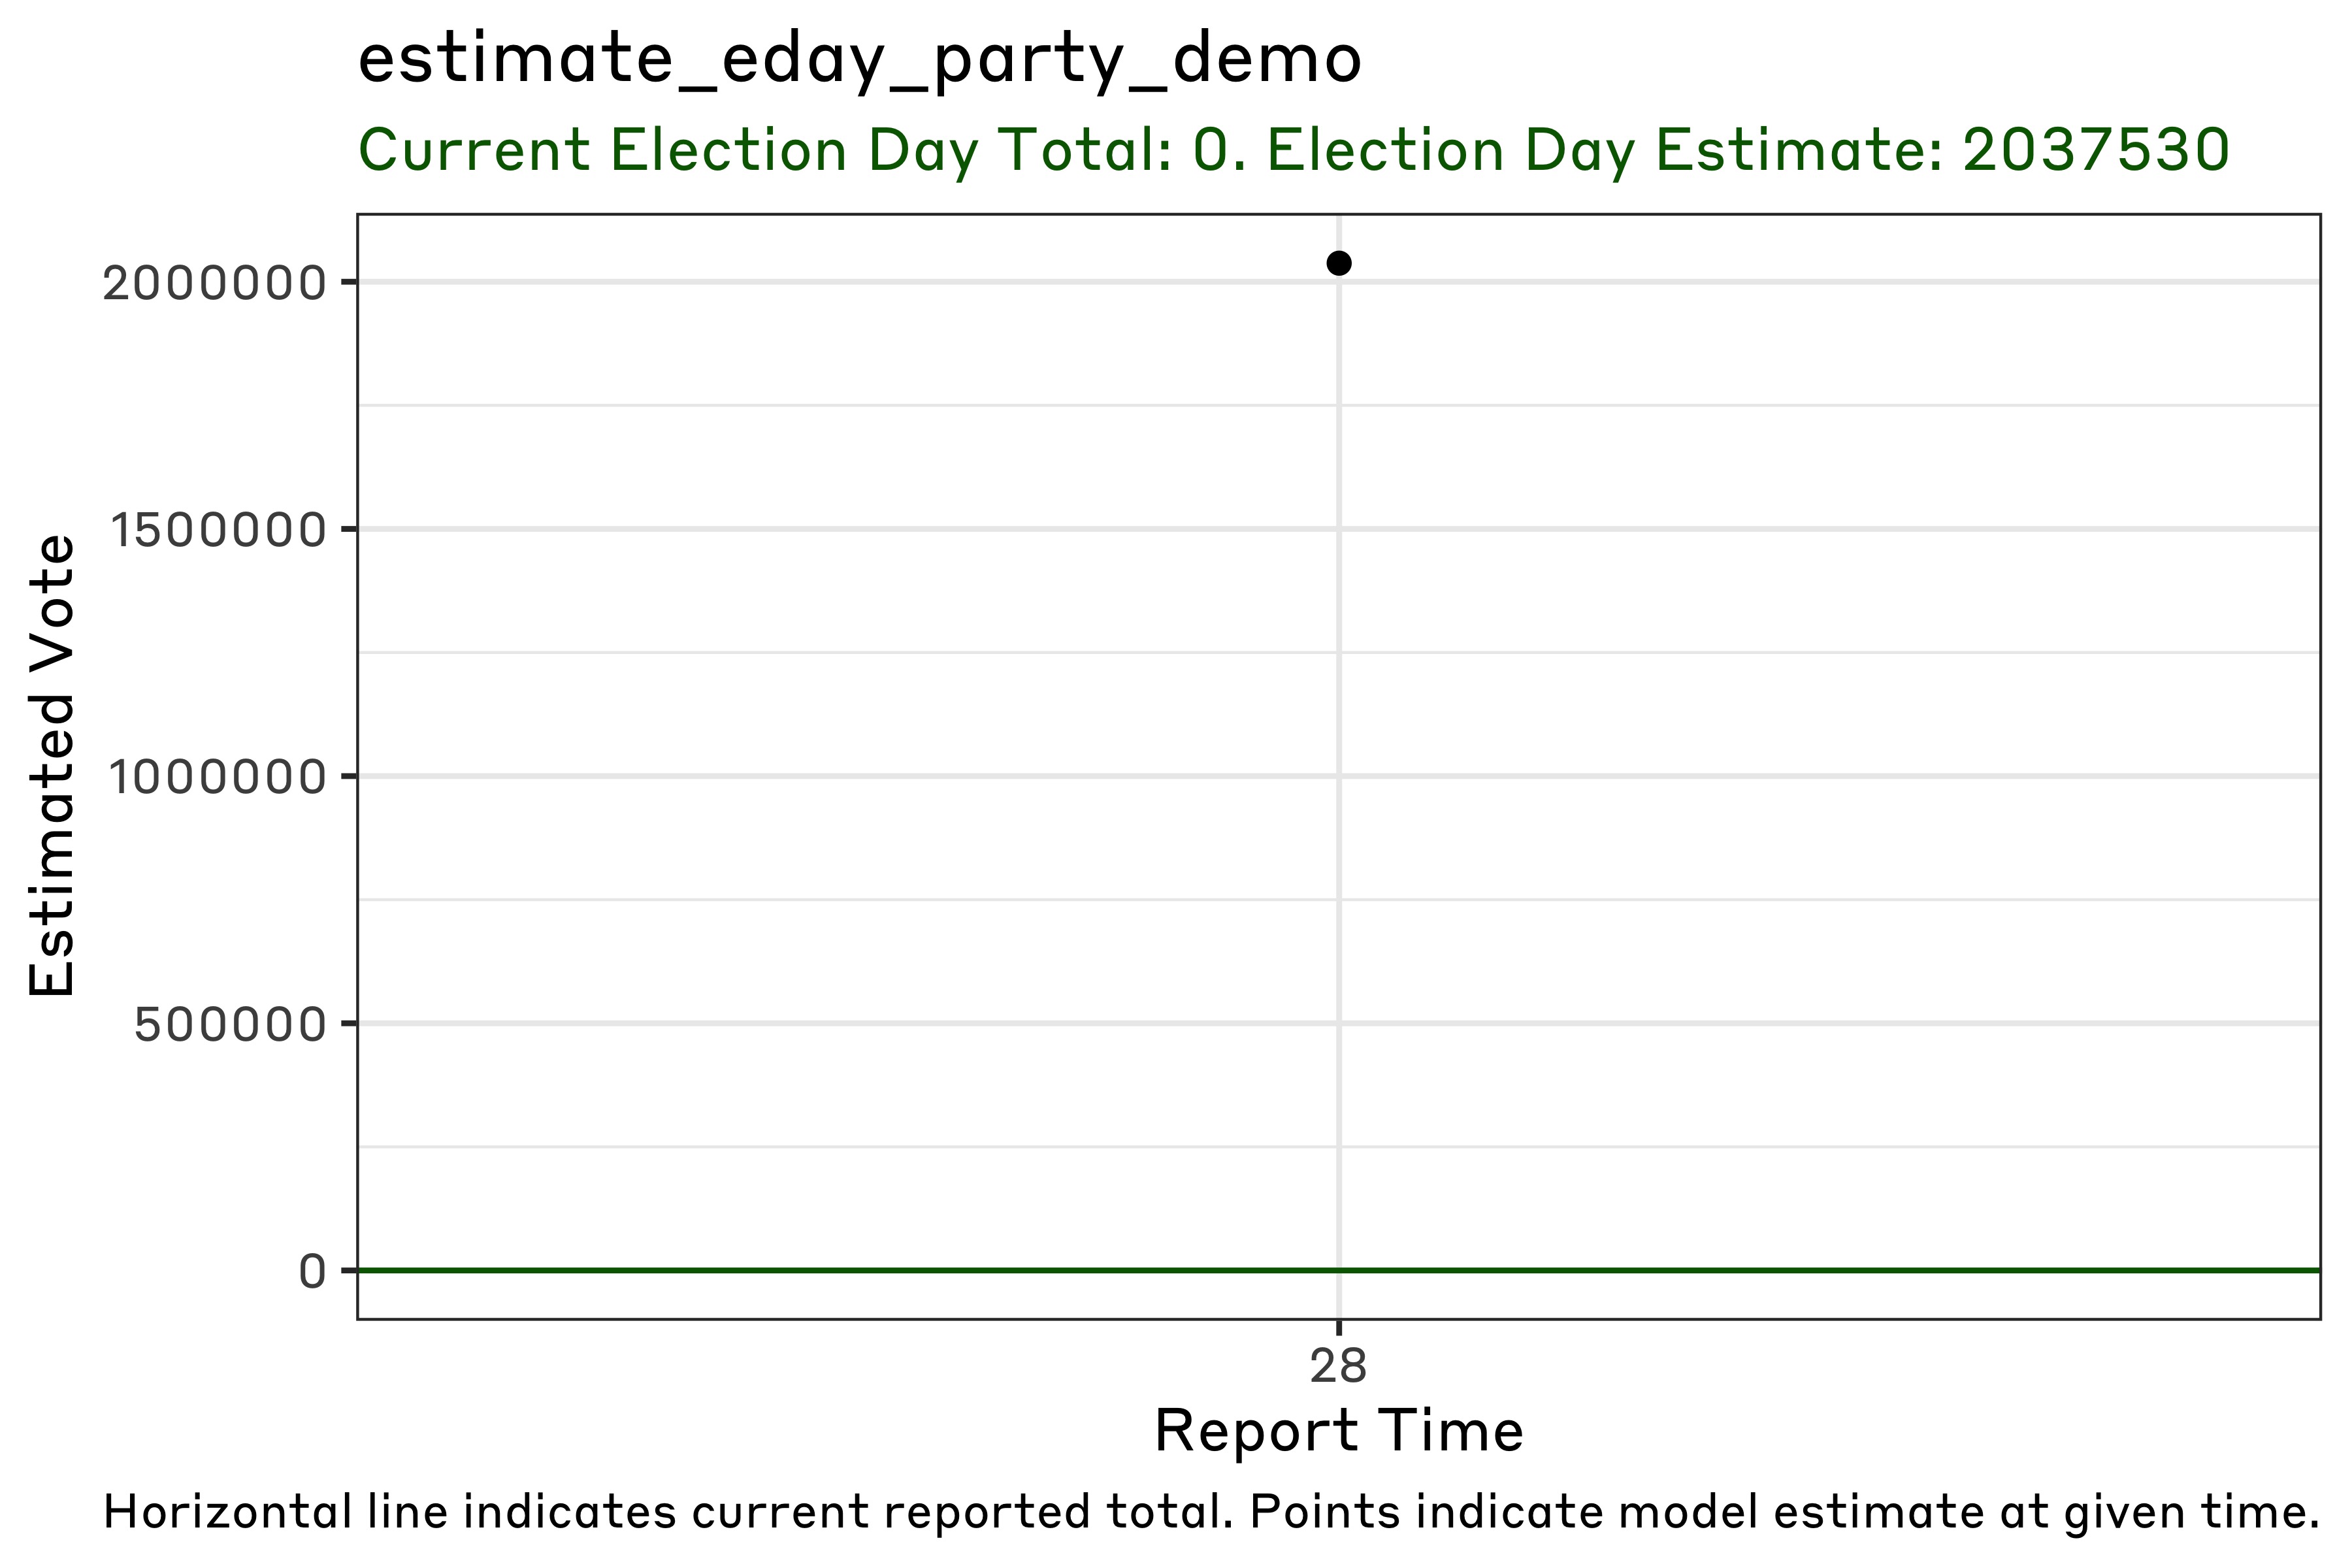 estimate_eday_party_demo
Current Election Day Total: 0. Election Day Estimate: 2037530
Estimated Vote
2000000
1500000
1000000
500000
0
28
Report Time
Horizontal line indicates current reported total. Points indicate model estimate at given time.